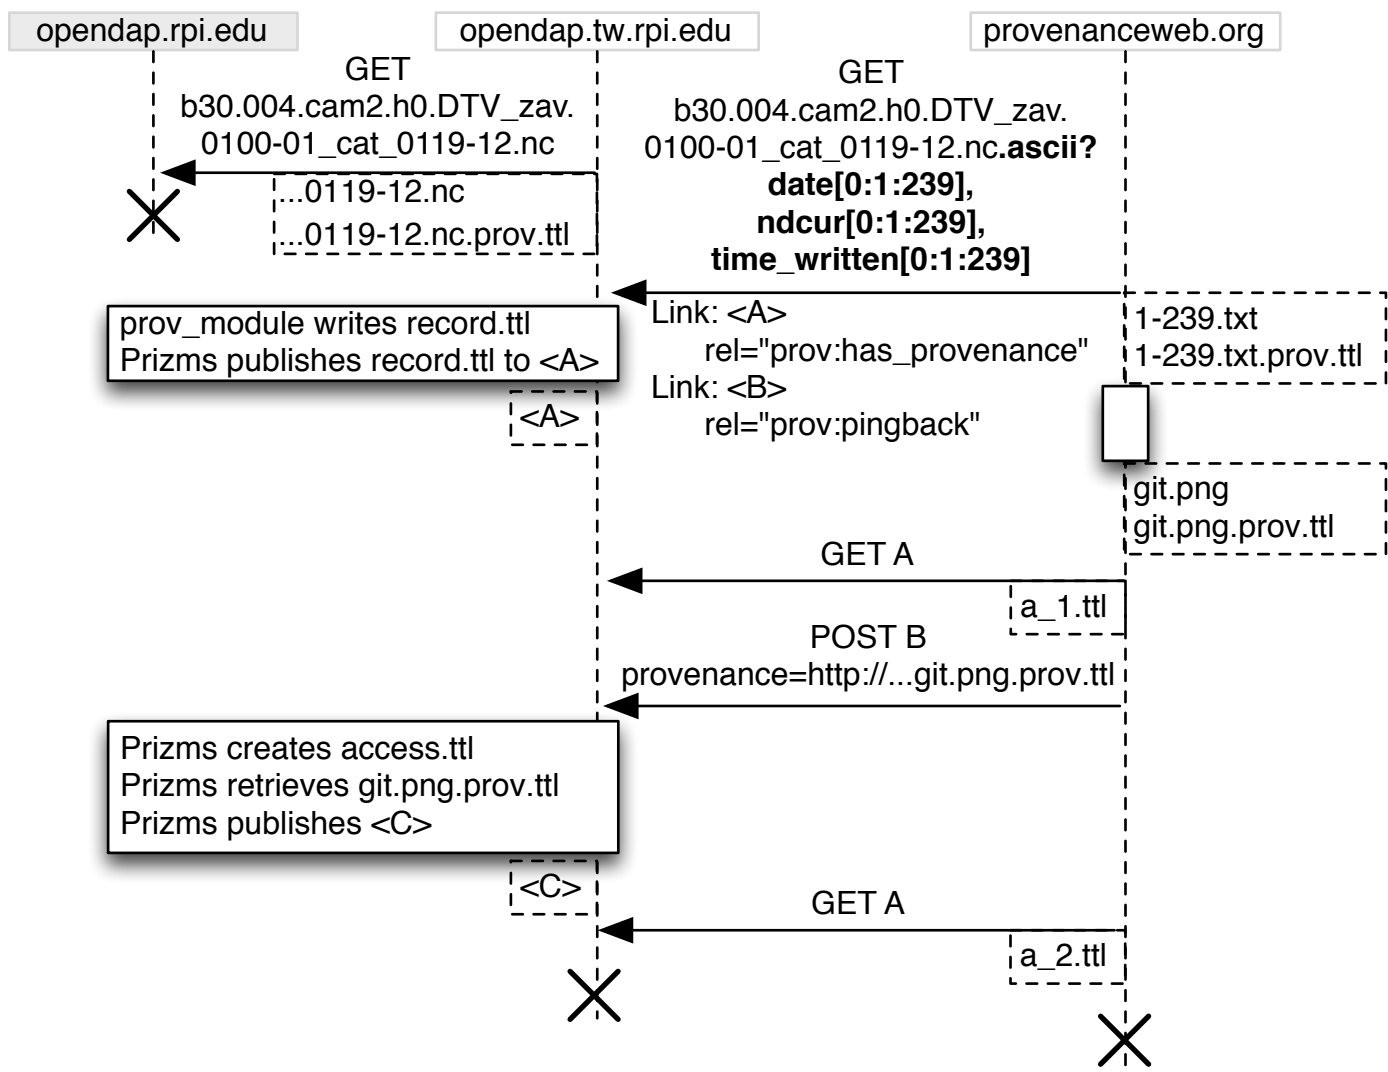 opendap.rpi.edu
opendap.tw.rpi.edu
provenanceweb.org
GET
b30.004.cam2.h0.DTV_zav.
0100-01_cat_0119-12.nc
...0119-12.nc
...0119-12.nc.prov.ttl
GET
b30.004.cam2.h0.DTV_zav.
0100-01_cat_0119-12.nc.ascii?
date[0:1:239],
ndcur[0:1:239],
time_written[0:1:239]
prov_module writes record.ttl
Prizms publishes record.ttl to <A>
<A>
Link: <A>
rel="prov:has_provenance"
Link: <B>
rel="prov:pingback"
1-239.txt
1-239.txt.prov.ttl
git.png
git.png.prov.ttl
GET A
a_1.ttl
POST B
provenance=http://...git.png.prov.ttl
Prizms creates access.ttl
Prizms retrieves git.png.prov.ttl
Prizms publishes <C>
<C>
GET A
a_2.ttl